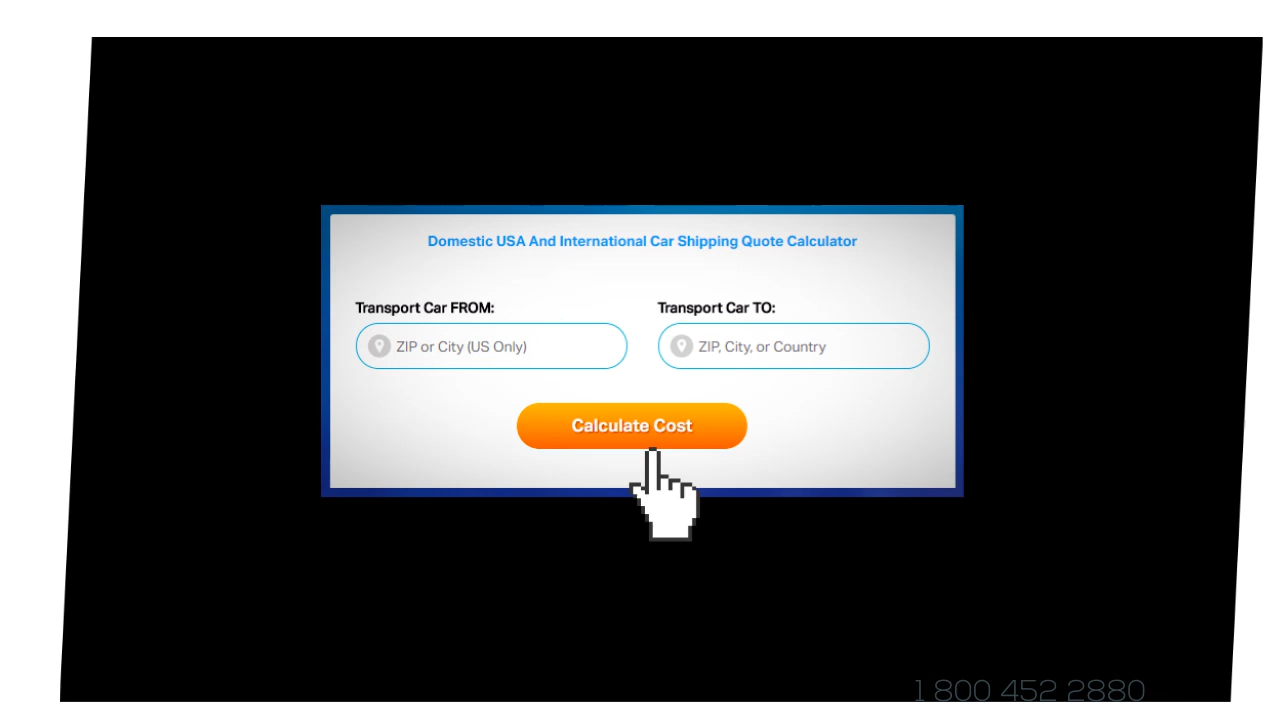 Domestic USA And International Car Shipping Quote Calculator
Transport Car FROM:
Transport Car TO:
ZIP or City (US Only)
ZIP, City, or Country
Calculate Cost
1 800 452 2880